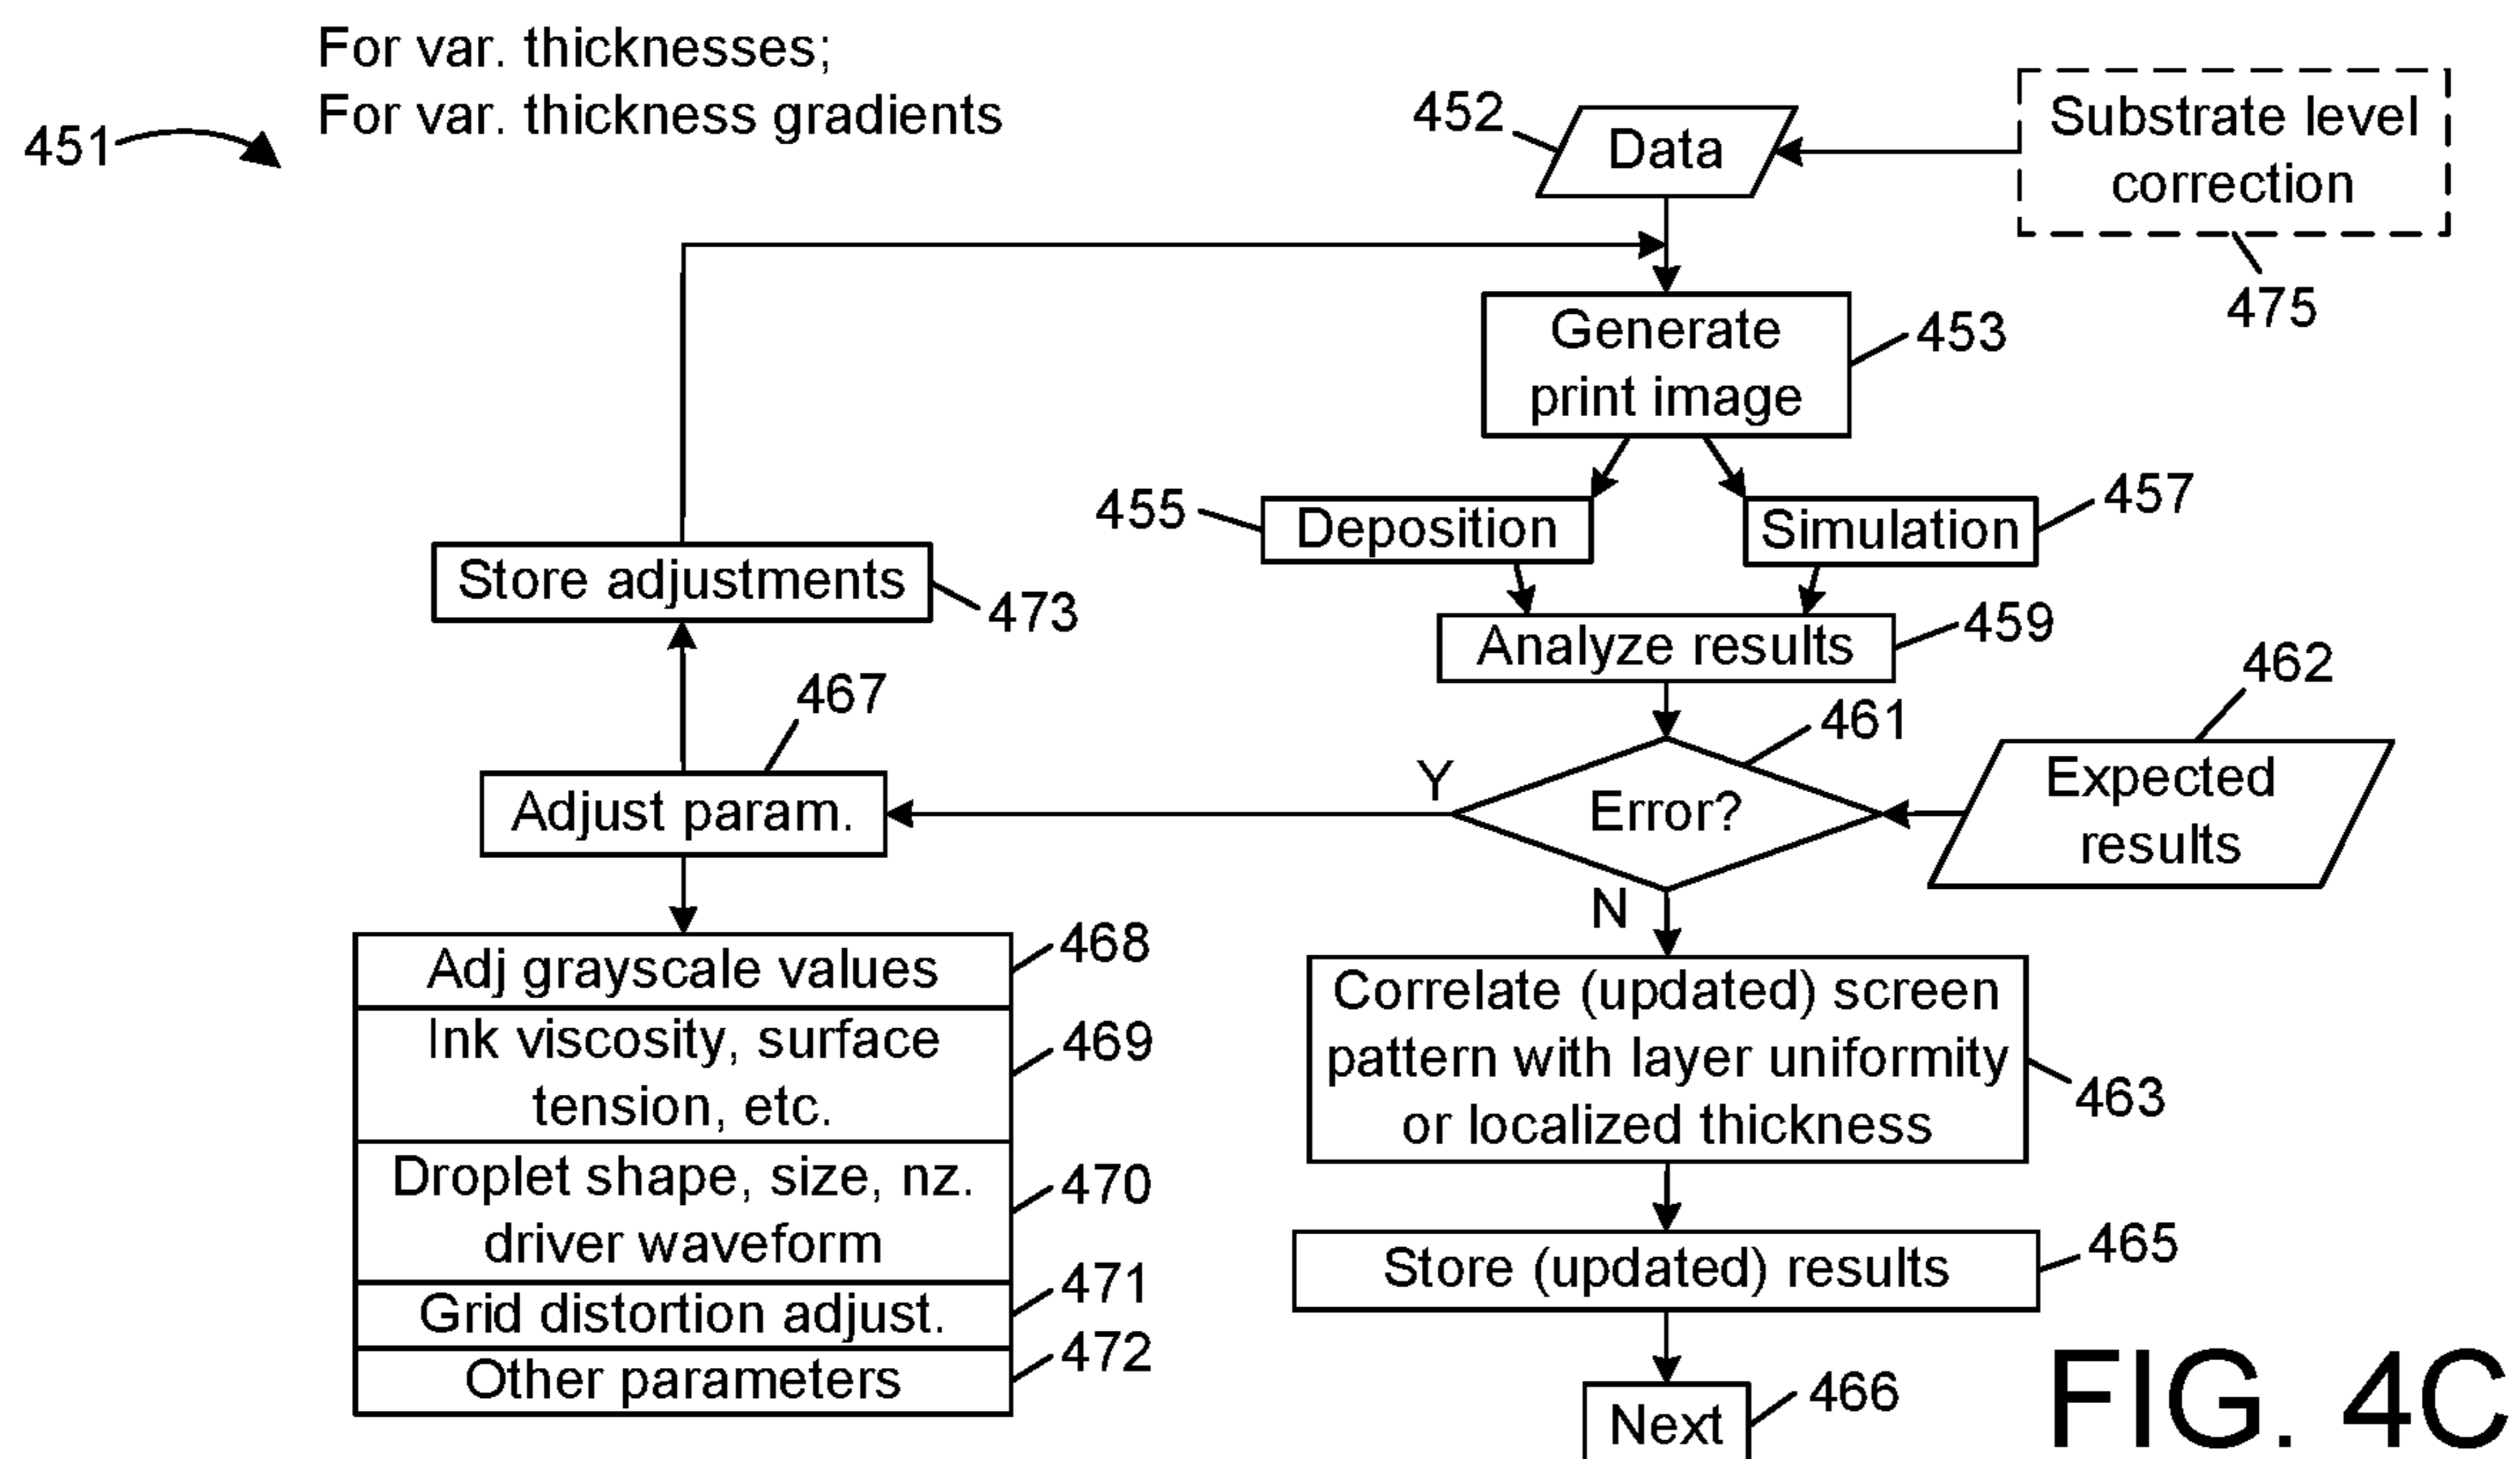 For var. thicknesses;
For var. thickness gradients
451
452
Data
Substrate level
correction
475
Generate
print image
453
455
Deposition
Simulation
457
Store adjustments
473
Analyze results
459
462
467
461
Adjust param.
Y
Error?
Expected
results
N
Adj grayscale values
468
Ink viscosity, surface
tension, etc.
469
Droplet shape, size, nz.
driver waveform
470
Grid distortion adjust.
471
Other parameters
472
Correlate (updated) screen
pattern with layer uniformity
or localized thickness
463
Store (updated) results
465
Next
466
FIG. 4C